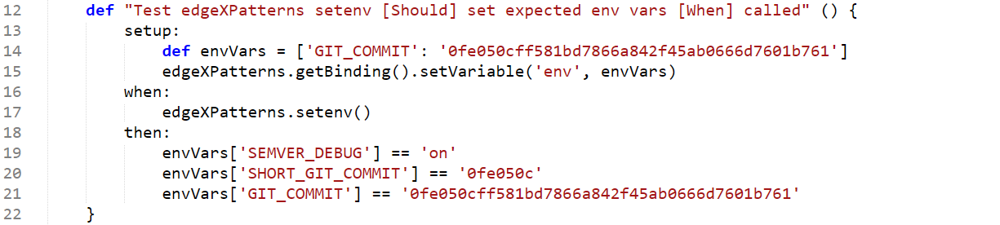 12 def "Test edgeXPatterns setenv [Should] set expected env vars [When] called" () {
13 setup:
14 def envVars = ['GIT_COMMIT': '0fe050cff581bd7866a842f45ab0666d7601b761']
15 edgeXPatterns.getBinding().setVariable('env', envVars)
16 when:
17 edgeXPatterns.setenv()
18 then:
19 envVars['SEMVER_DEBUG'] == 'on'
20 envVars['SHORT_GIT_COMMIT'] == '0fe050c'
21 envVars['GIT_COMMIT'] == '0fe050cff581bd7866a842f45ab0666d7601b761'
22 }